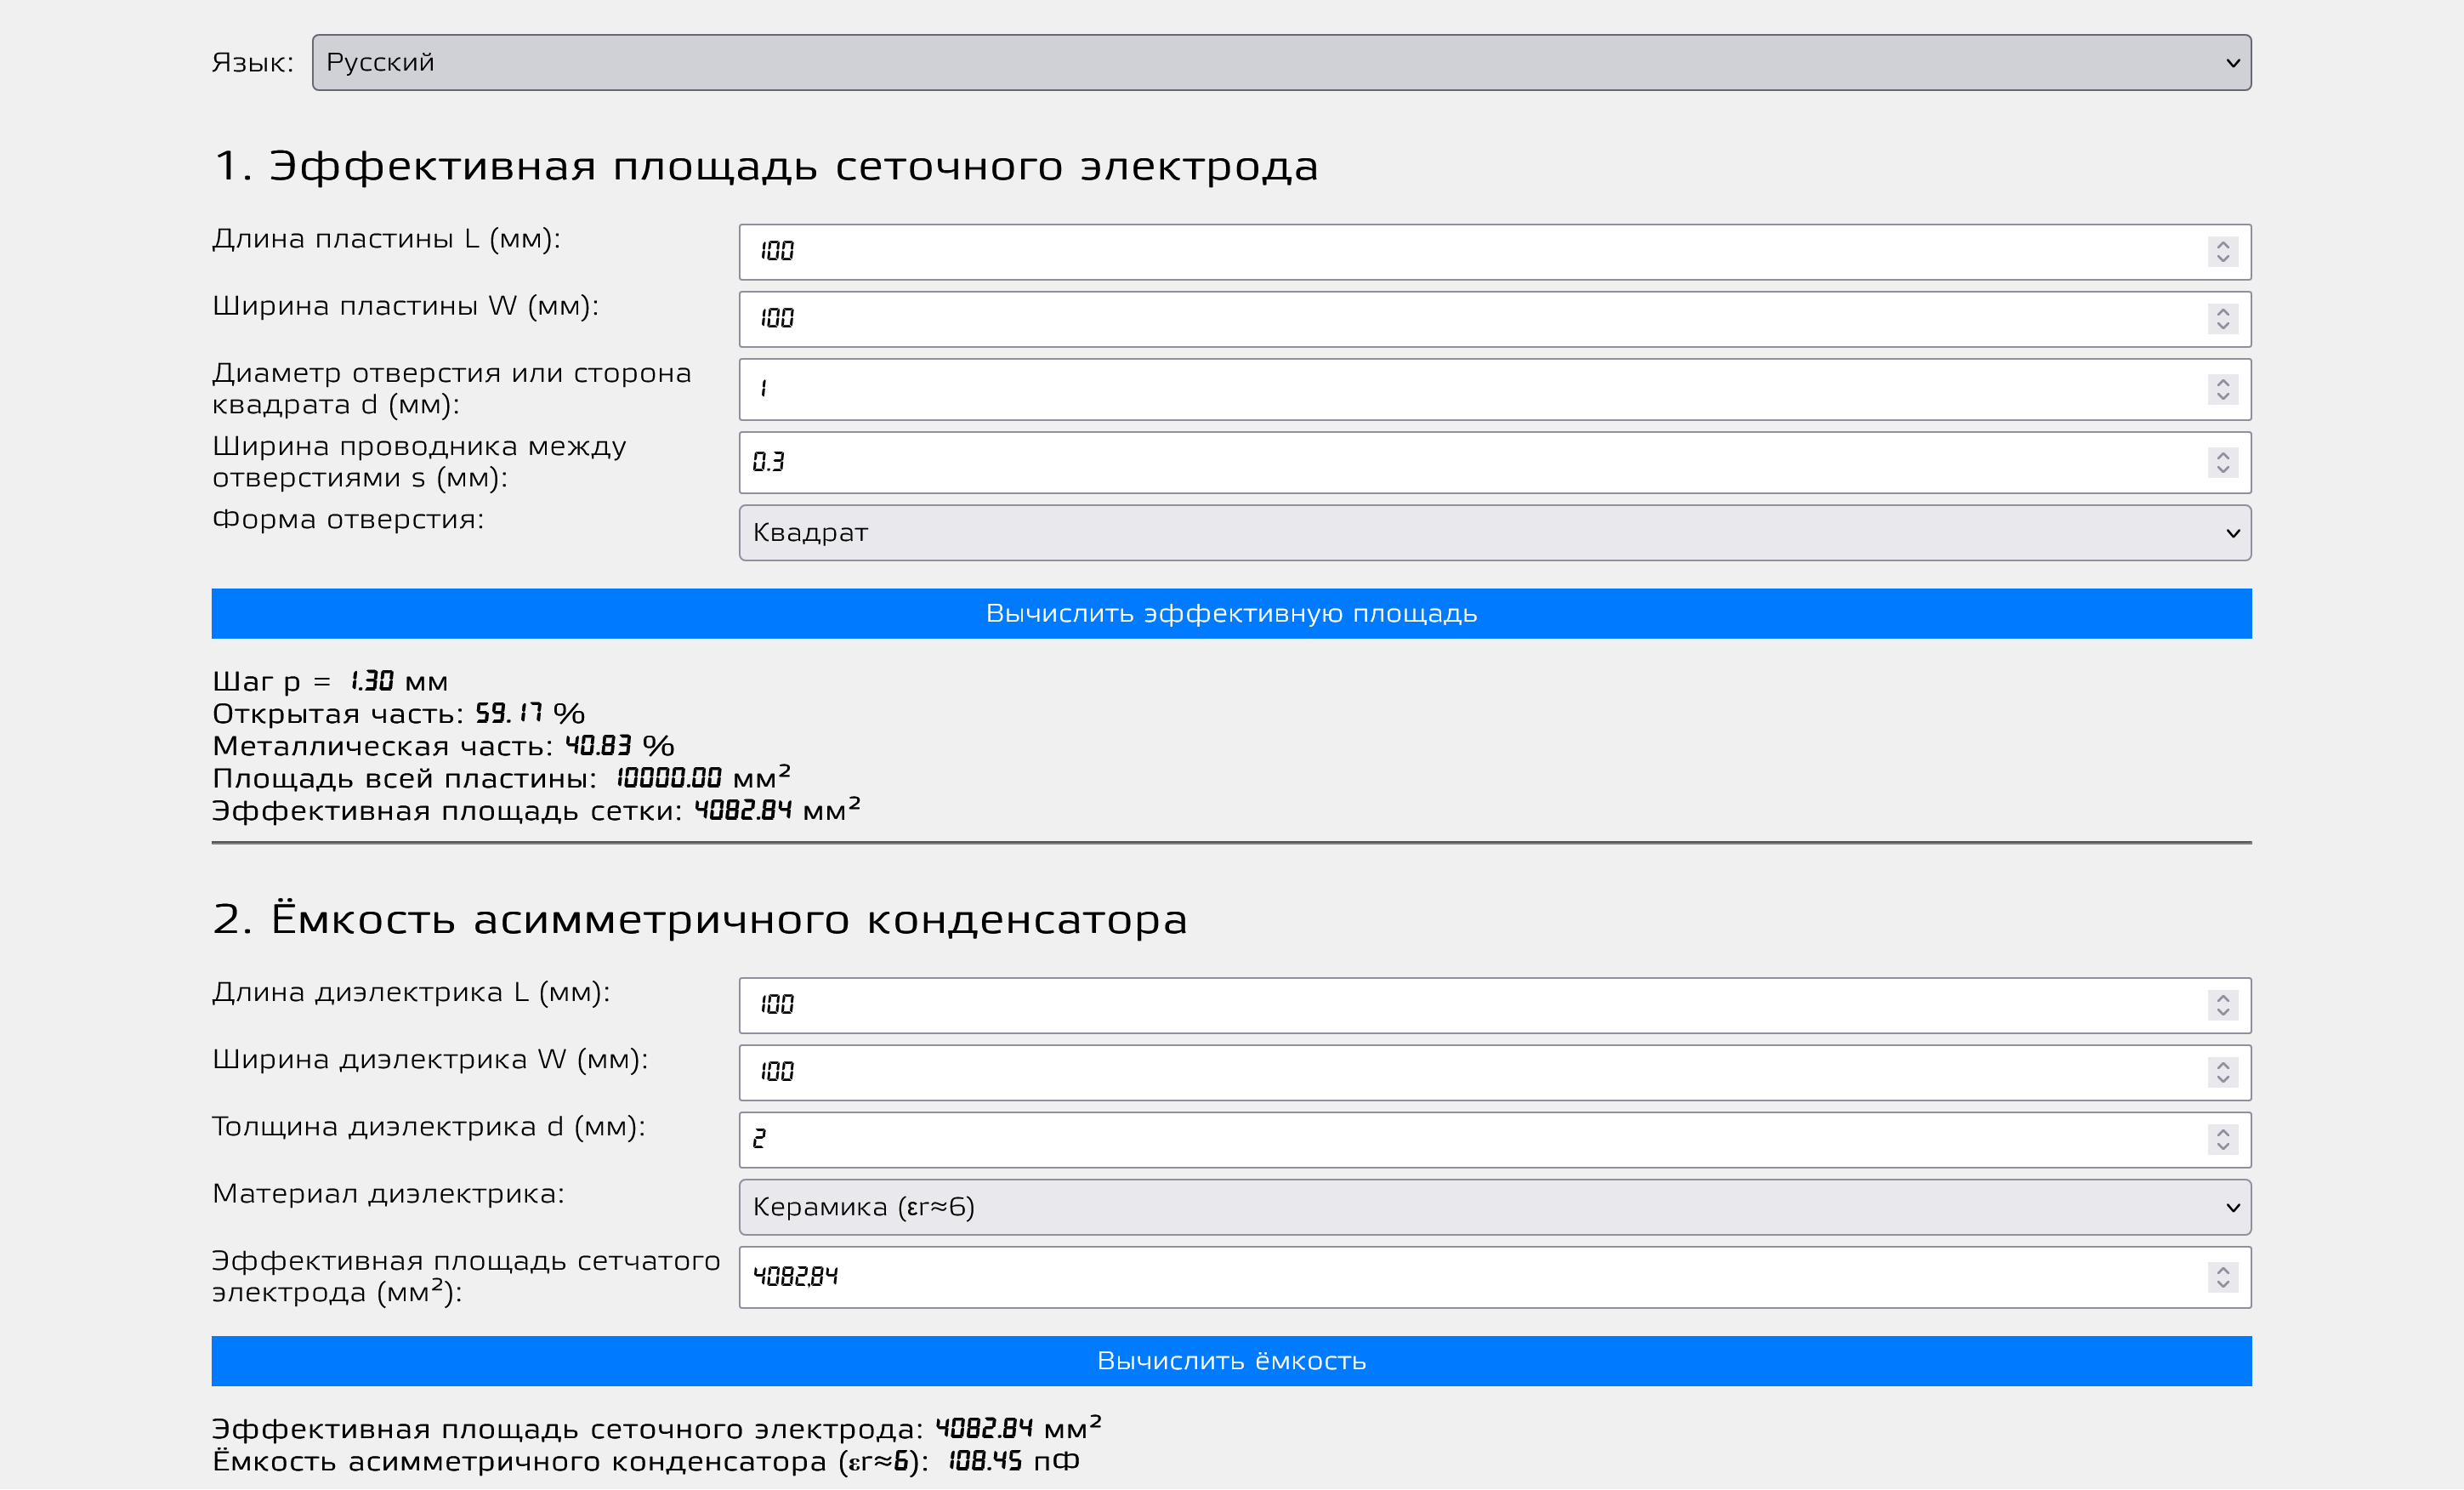 Язык: Русский
1. Эффективная площадь сеточного электрода
Длина пластины L (мм): 100
Ширина пластины W (мм): 100
Диаметр отверстия или сторона
квадрата d (мм): 1
Ширина проводника между
отверстиями s (мм): 0.3
Форма отверстия: Квадрат
Вычислить эффективную площадь
Шаг p = 1.30 мм
Открытая часть: 59.17 %
Металлическая часть: 40.83 %
Площадь всей пластины: 10000.00 мм²
Эффективная площадь сетки: 4082.84 мм²
2. Ёмкость асимметричного конденсатора
Длина диэлектрика L (мм): 100
Ширина диэлектрика W (мм): 100
Толщина диэлектрика d (мм): 2
Материал диэлектрика: Керамика (εr≈6)
Эффективная площадь сетчатого
электрода (мм²): 4082,84
Вычислить ёмкость
Эффективная площадь сеточного электрода: 4082.84 мм²
Ёмкость асимметричного конденсатора (εr≈6): 108.45 пФ